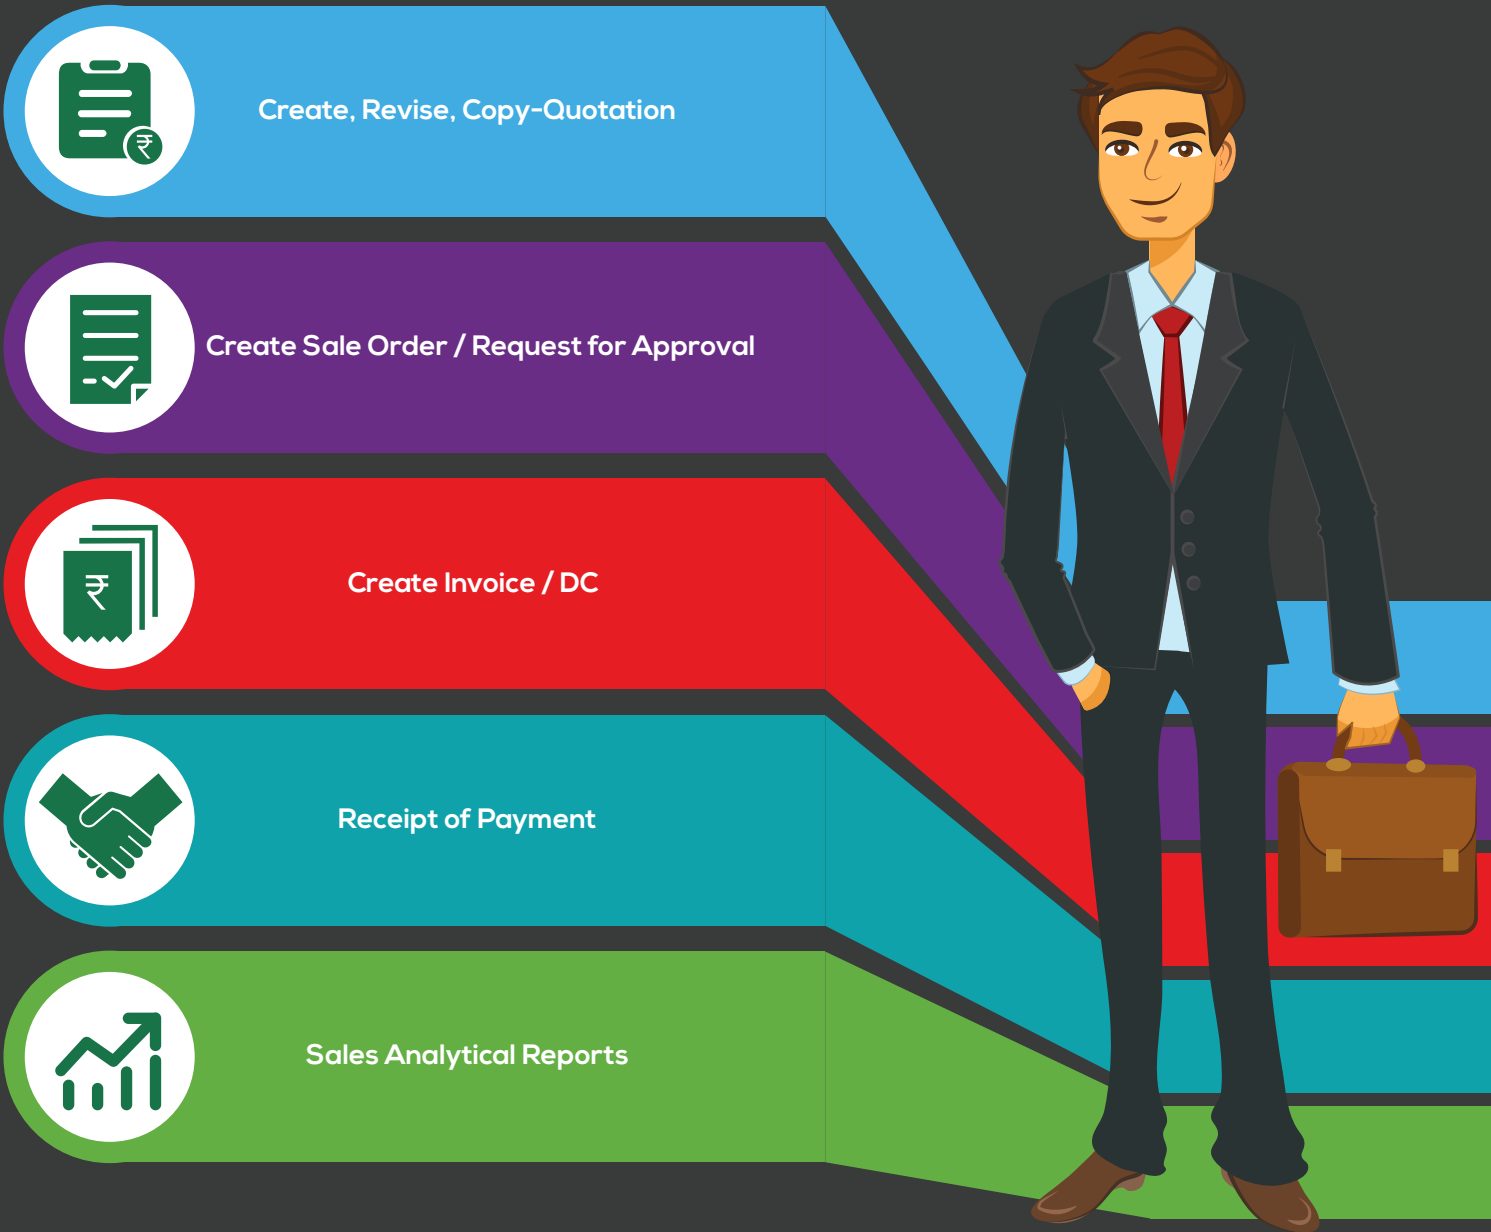 Create, Revise, Copy-Quotation
₹
Create Sale Order / Request for Approval
Create Invoice / DC
₹
Receipt of Payment
Sales Analytical Reports